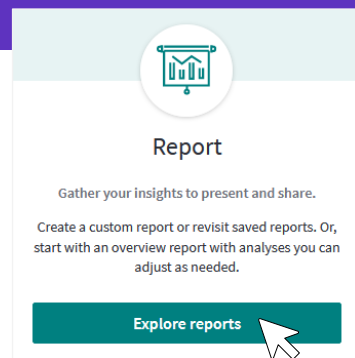 Report
Gather your insights to present and share.
Create a custom report or revisit saved reports. Or,
start with an overview report with analyses you can
adjust as needed.
Explore reports